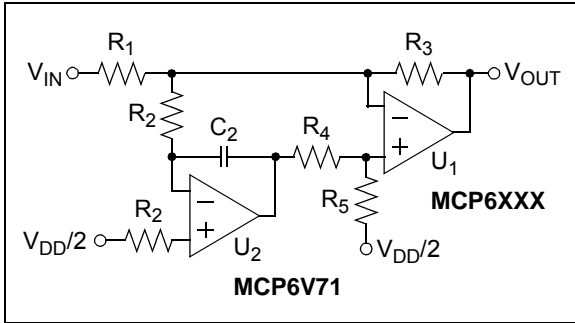 R1
R3
VIN
VOUT
R2
C2
R4
U1
MCP6XXX
R2
R5
VDD/2
U2
VDD/2
MCP6V71